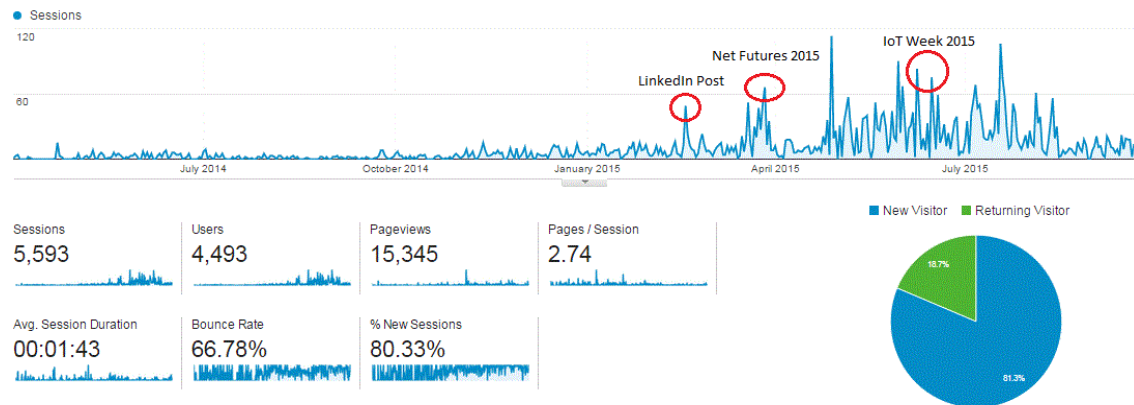 Sessions
120
60
LinkedIn Post
Net Futures 2015
IoT Week 2015
July 2014
October 2014
January 2015
April 2015
July 2015
New Visitor
Returning Visitor
Sessions
5,593
Users
4,493
Pageviews
15,345
Pages / Session
2.74
Avg. Session Duration
00:01:43
Bounce Rate
66.78%
% New Sessions
80.33%
18.7%
81.3%